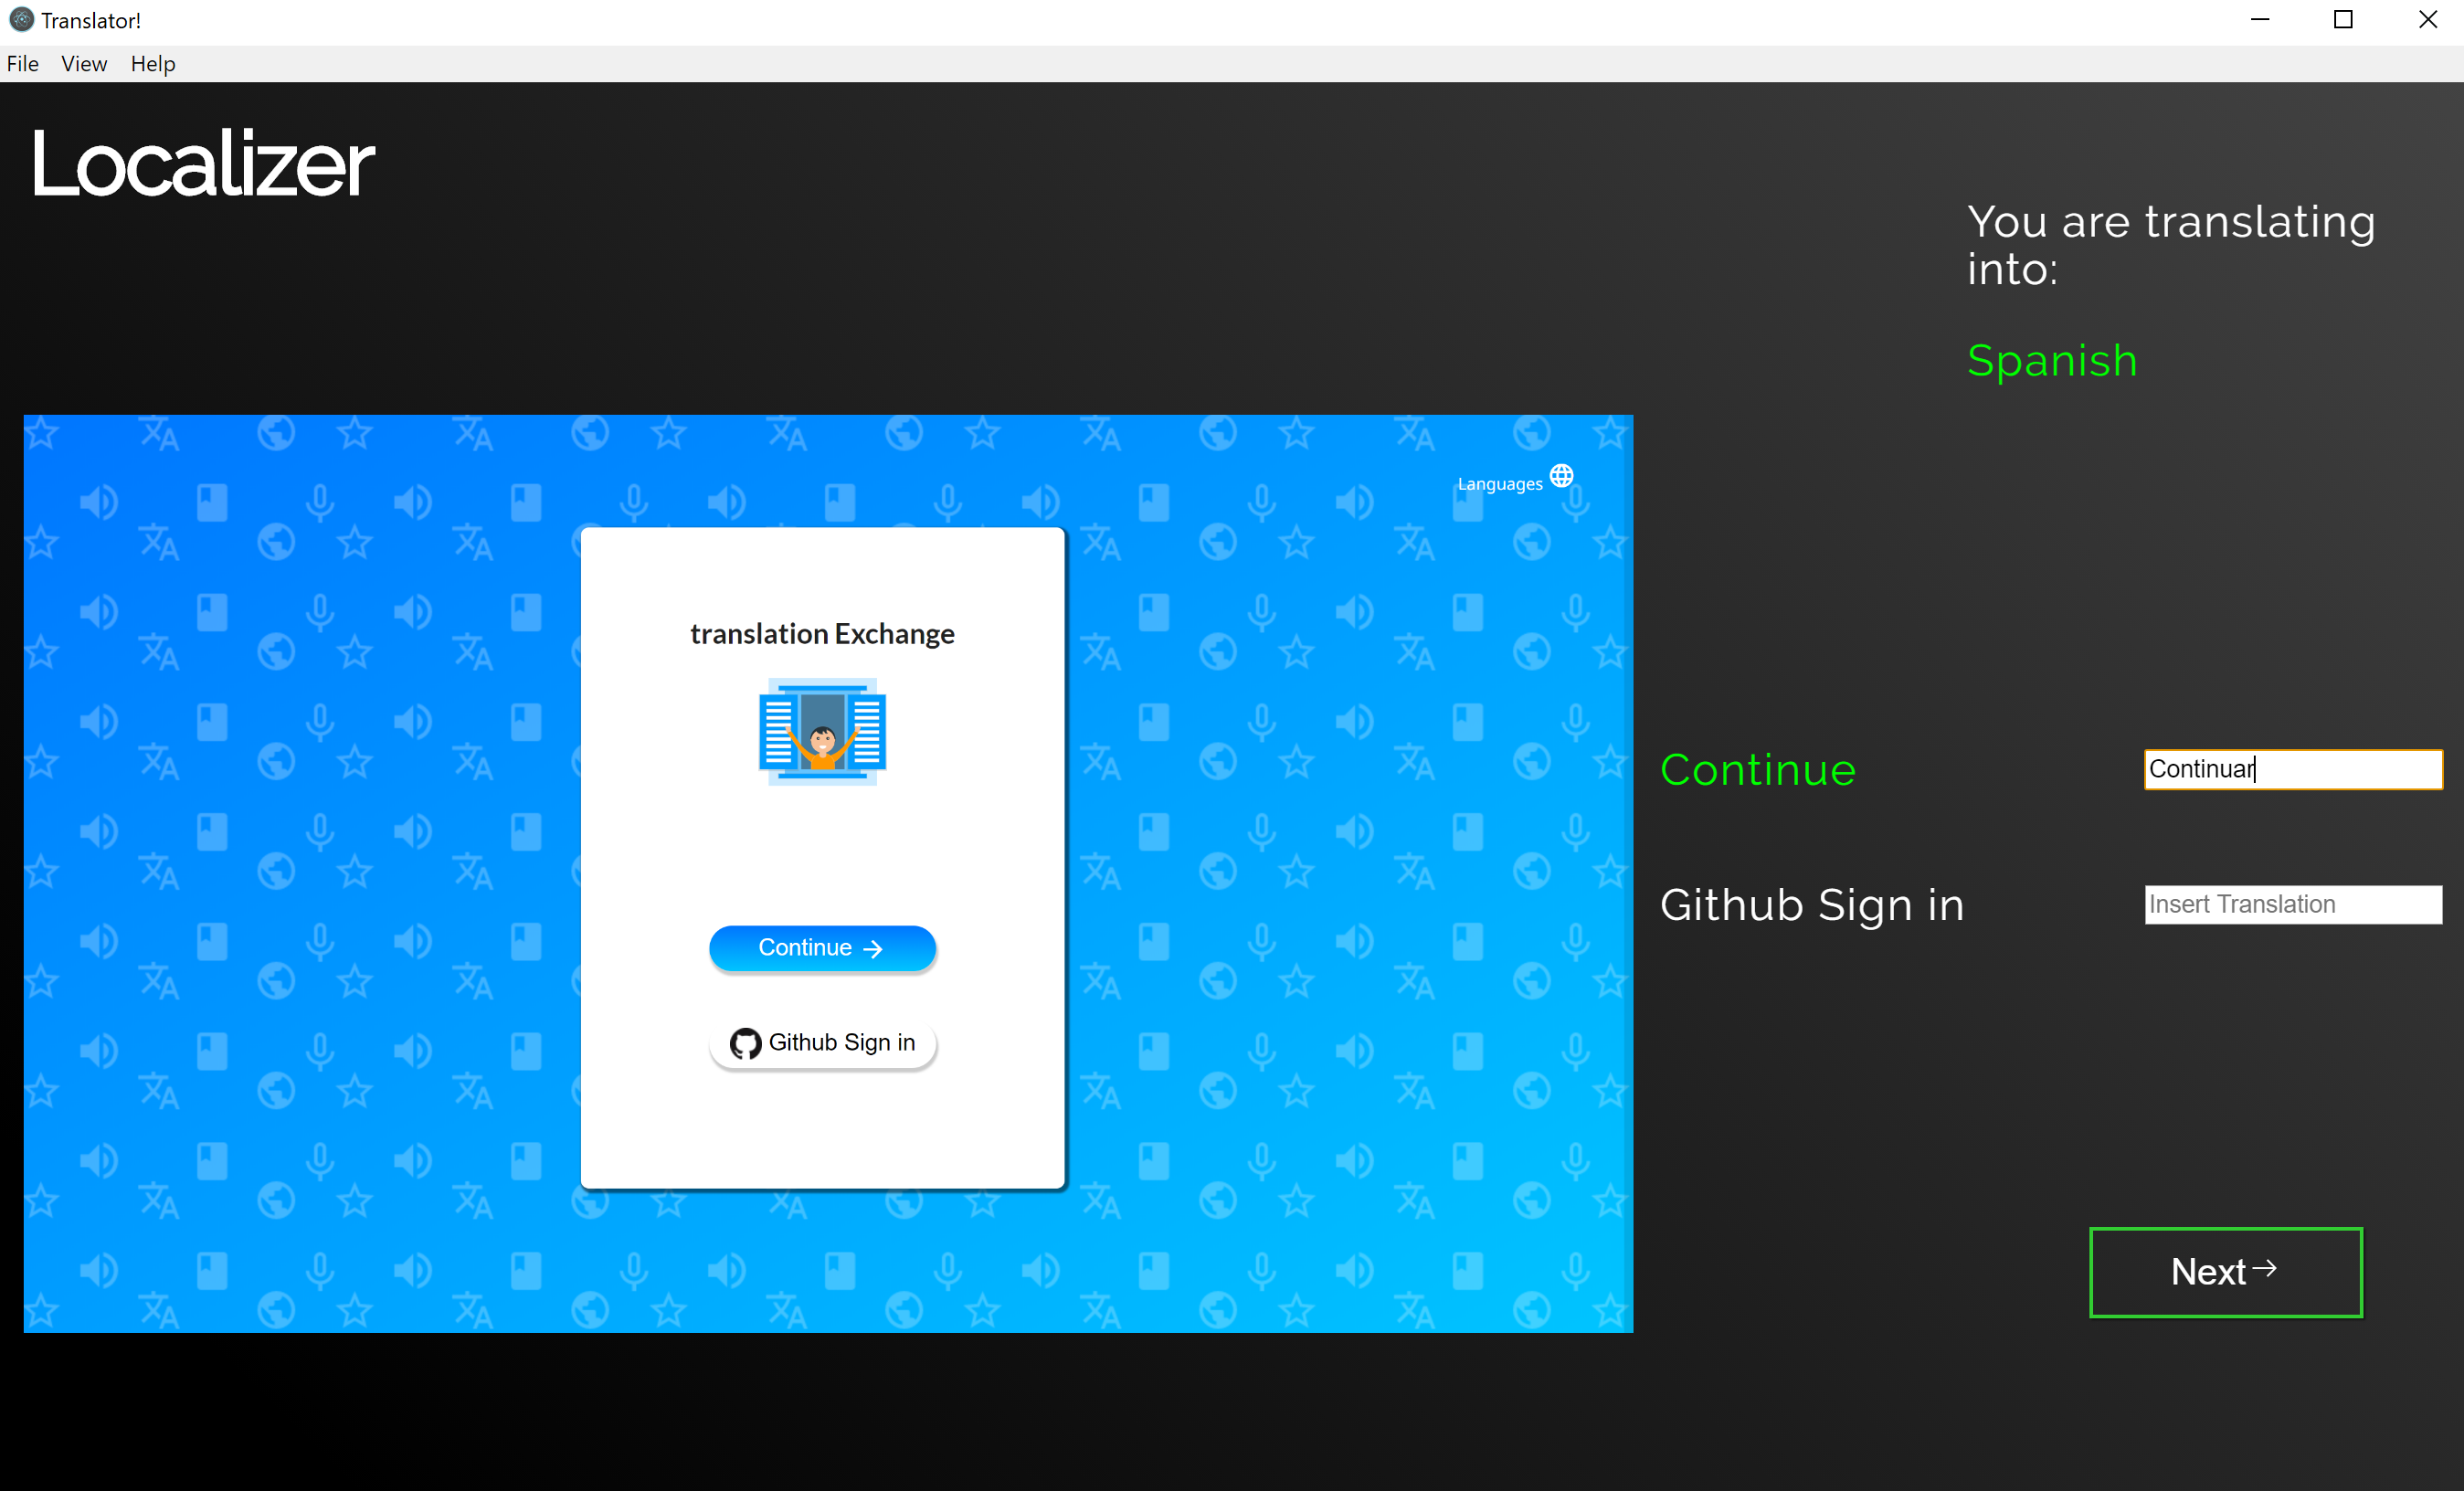 Translator!
File View Help
Localizer
You are translating
into:
Spanish
Languages
translation Exchange
Continue
Github Sign in
Continue
Continuar
Github Sign in
Insert Translation
Next